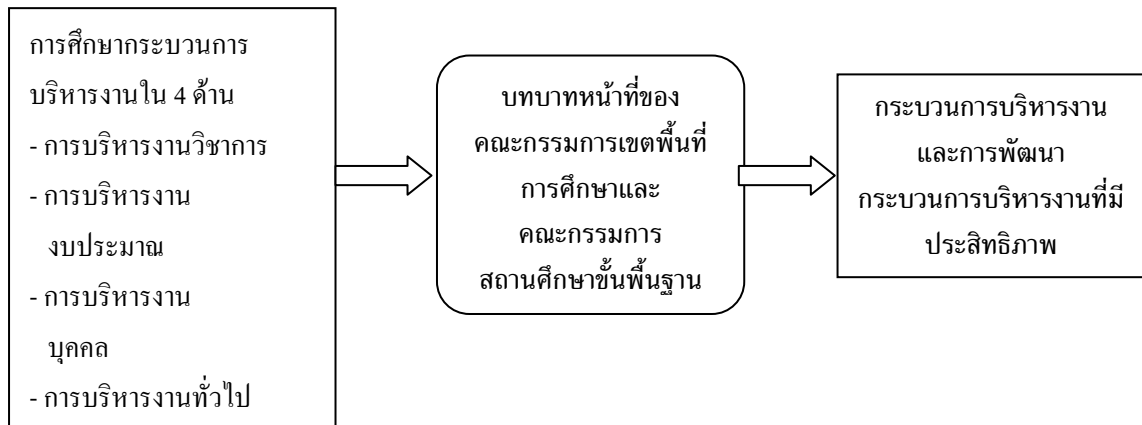 การศึกษากระบวนการ
บริหารงานใน 4 ด้าน
- การบริหารงานวิชาการ
- การบริหารงาน
งบประมาณ
- การบริหารงาน
บุคคล
- การบริหารงานทั่วไป
บทบาทหน้าที่ของ
คณะกรรมการเขตพื้นที่
การศึกษาและ
คณะกรรมการ
สถานศึกษาขั้นพื้นฐาน
กระบวนการบริหารงาน
และการพัฒนา
กระบวนการบริหารงานที่มี
ประสิทธิภาพ